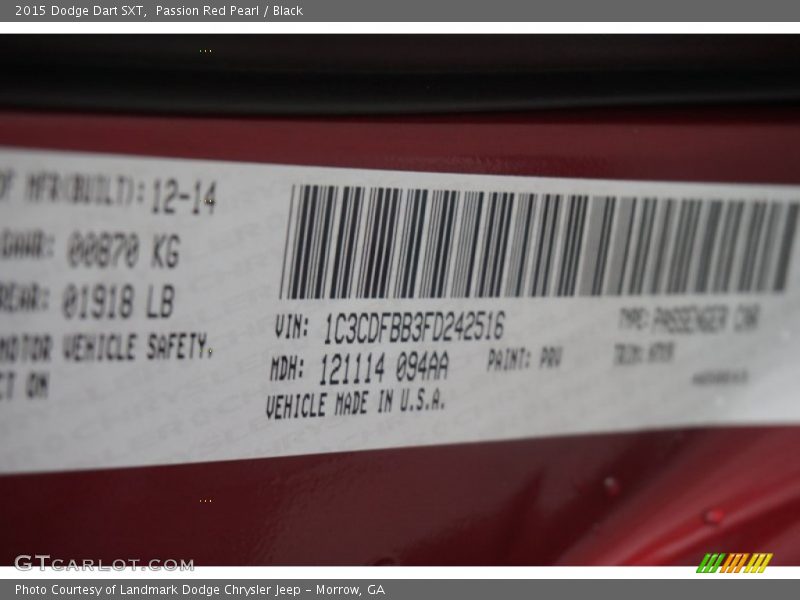 2015 Dodge Dart SXT, Passion Red Pearl / Black
OF MFR(BUILT): 12-14
GAWR: 00870 KG
REAR: 01918 LB
MOTOR VEHICLE SAFETY,
CT ON
VIN: 1C3CDFBB3FD242516
MDH: 121114 094AA
VEHICLE MADE IN U.S.A.
PAINT: PRV
TYPE: PASSENGER CAR
TRIM:
GTCARLOT.COM
Photo Courtesy of Landmark Dodge Chrysler Jeep – Morrow, GA